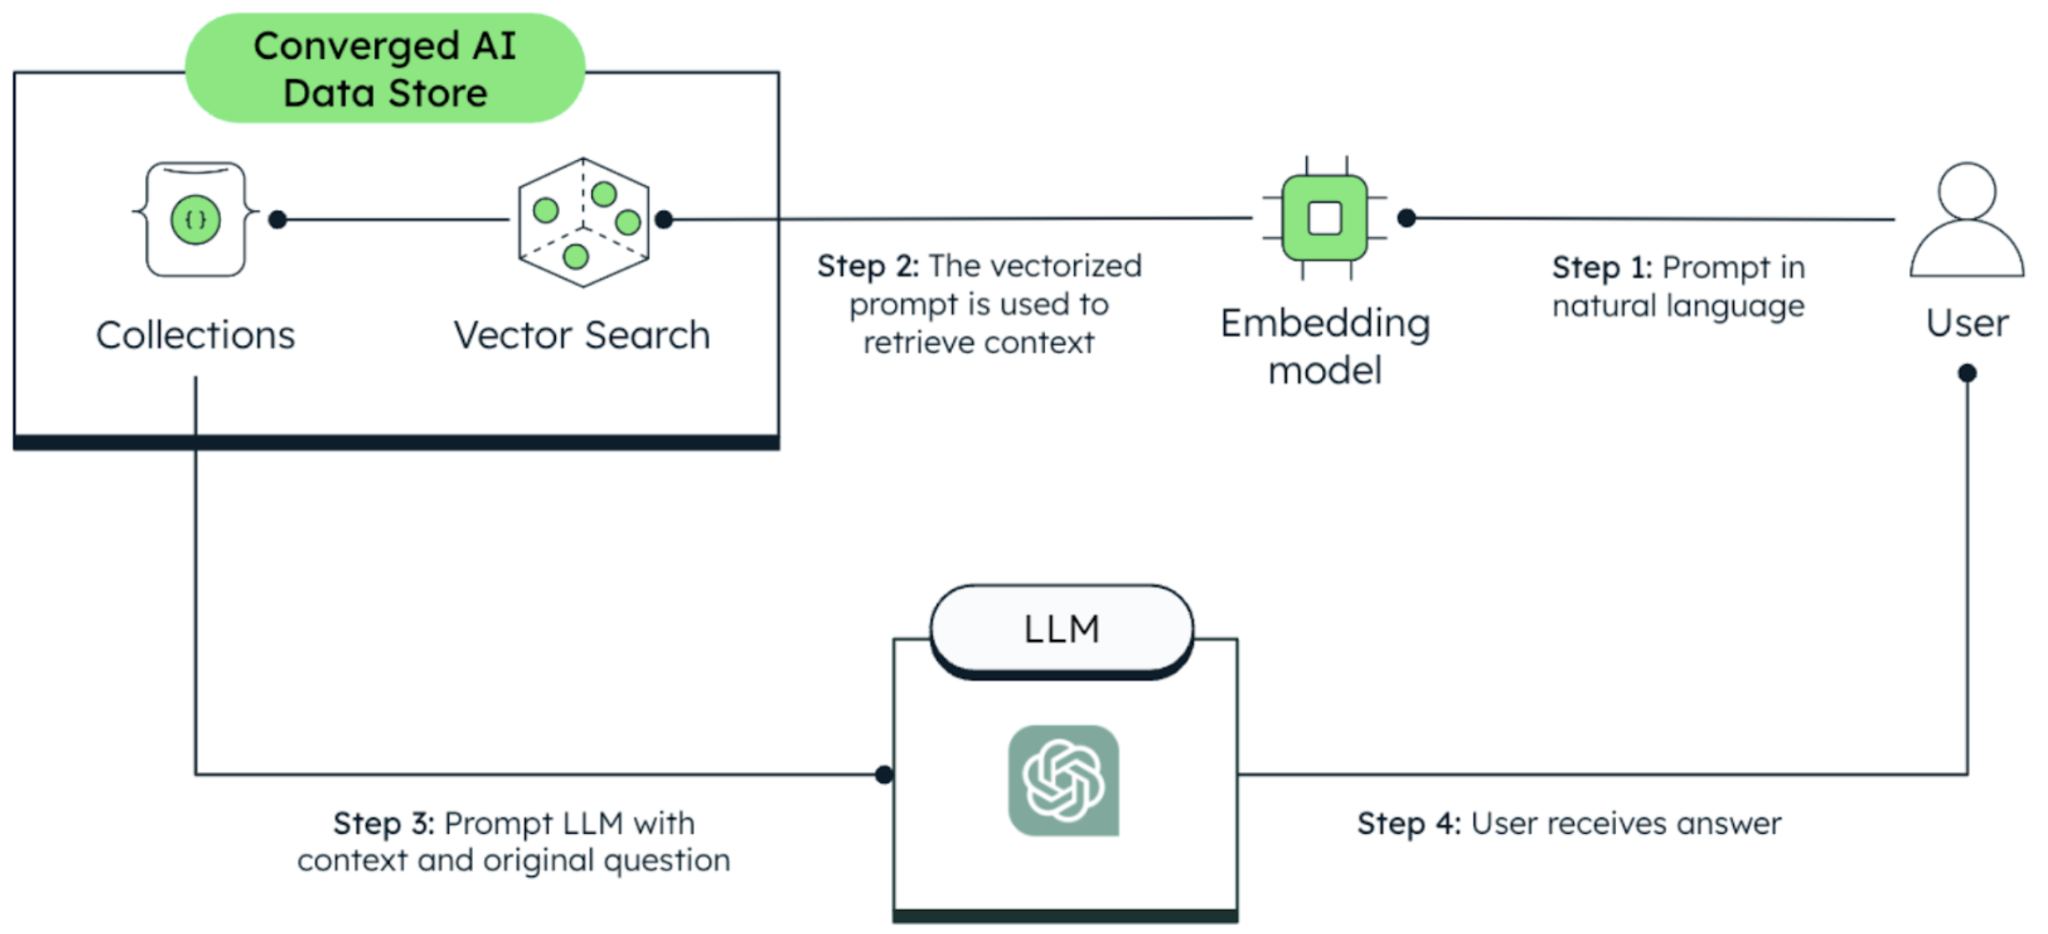 Converged AI
Data Store
{ }
Collections
Vector Search
Step 2: The vectorized
prompt is used to
retrieve context
Embedding
model
Step 1: Prompt in
natural language
User
LLM
Step 3: Prompt LLM with
context and original question
Step 4: User receives answer